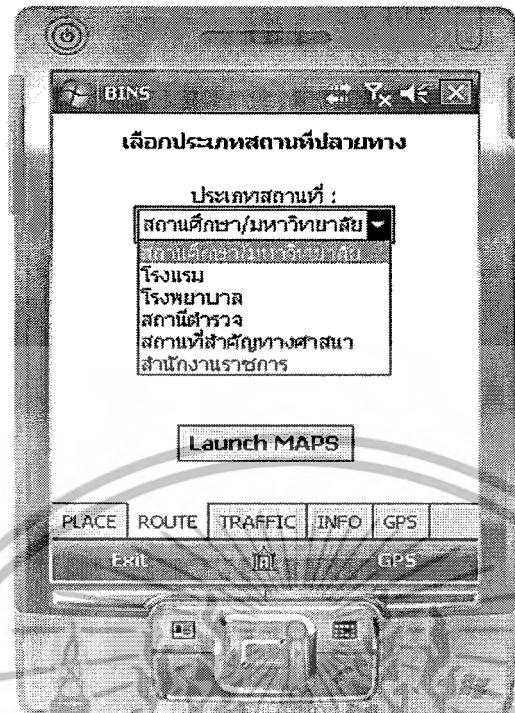 BINS
เลือกประเภทสถานที่ปลายทาง
ประเภทสถานที่ :
สถานศึกษา/มหาวิทยาลัย
สถานศึกษา/มหาวิทยาลัย
โรงแรม
โรงพยาบาล
สถานีตำรวจ
สถานที่สำคัญทางศาสนา
สำนักงานราชการ
Launch MAPS
PLACE ROUTE TRAFFIC INFO GPS
Exit GPS